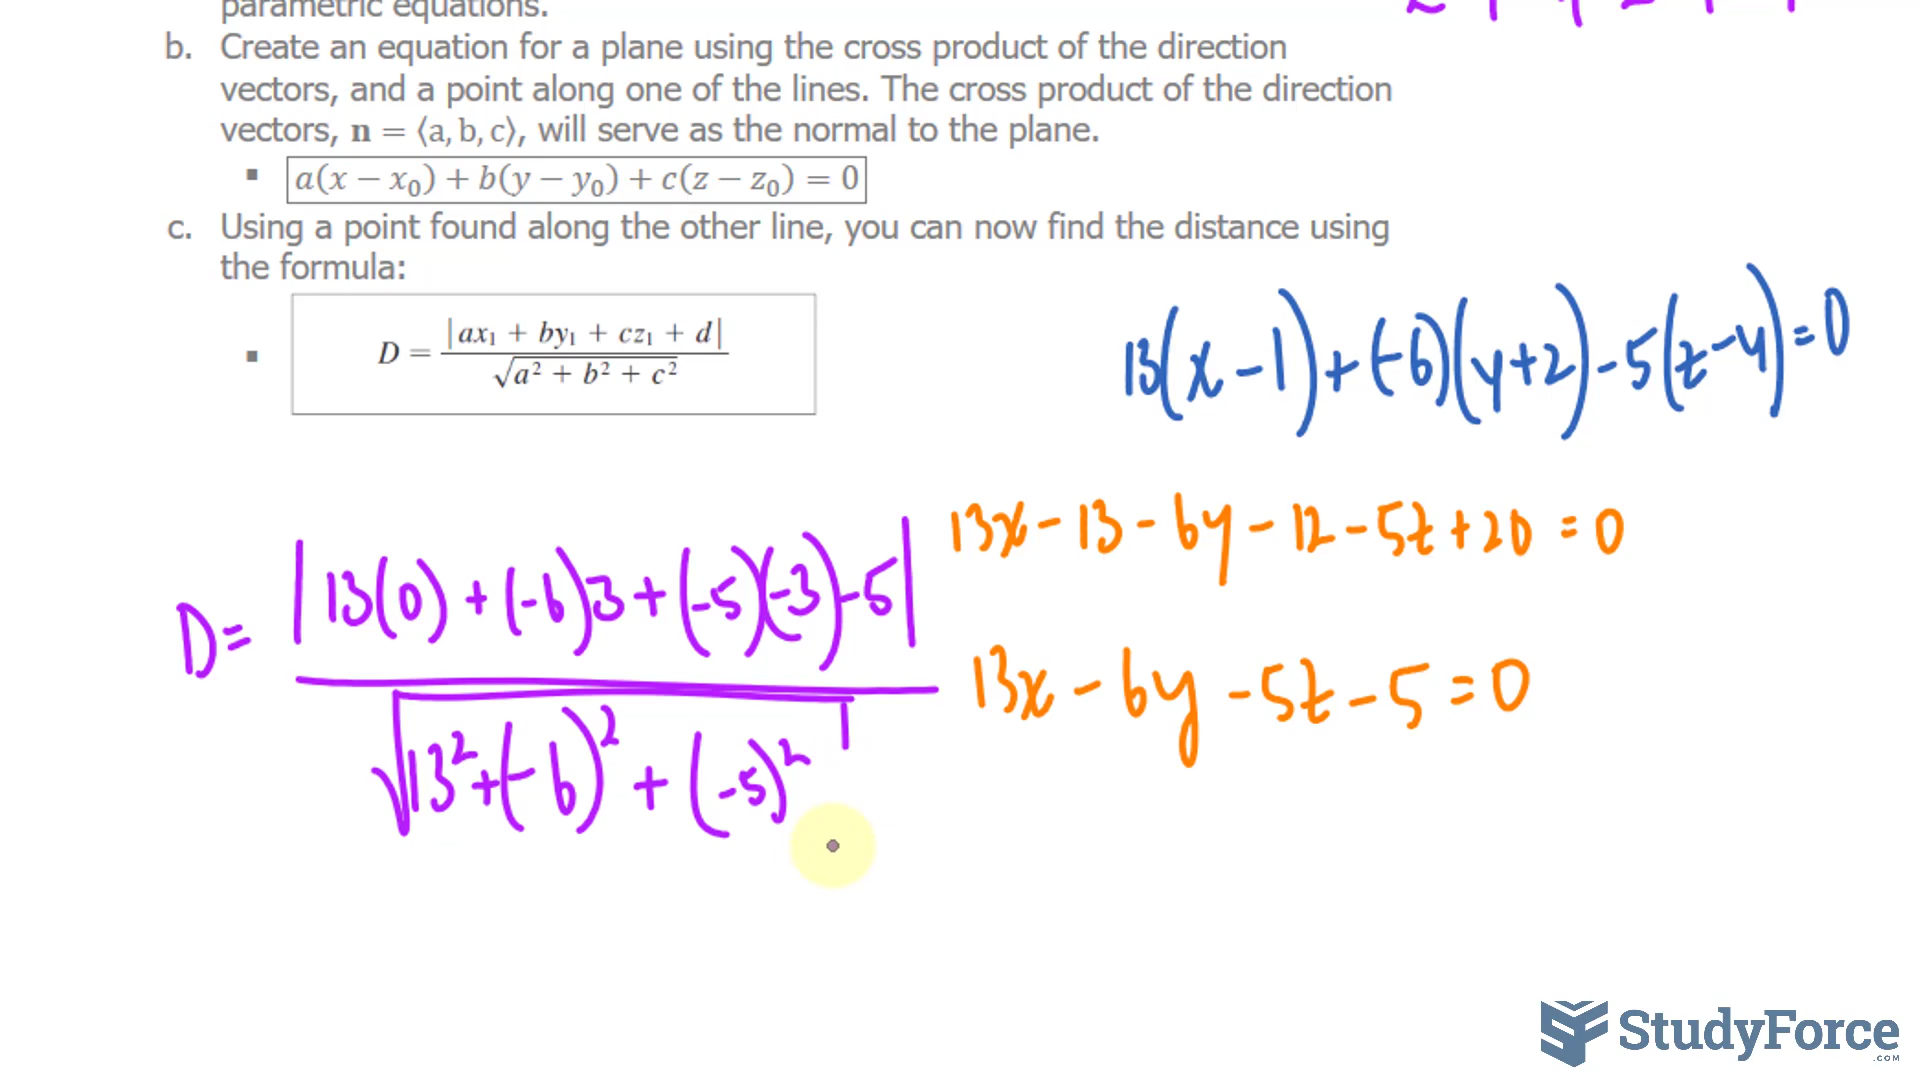 parametric equations.
b. Create an equation for a plane using the cross product of the direction
vectors, and a point along one of the lines. The cross product of the direction
vectors, n = ⟨a, b, c⟩, will serve as the normal to the plane.
▪ a(x − x₀) + b(y − y₀) + c(z − z₀) = 0
c. Using a point found along the other line, you can now find the distance using
the formula:
▪ D = |ax₁ + by₁ + cz₁ + d| / √(a² + b² + c²)
13(x-1)+(-6)(y+2)-5(z-4)=0
13x-13-6y-12-5z+20=0
13x-6y-5z-5=0
D= |13(0)+(-6)3+(-5)(-3)-5| / √(13²+(-6)²+(-5)²)
StudyForce
.COM